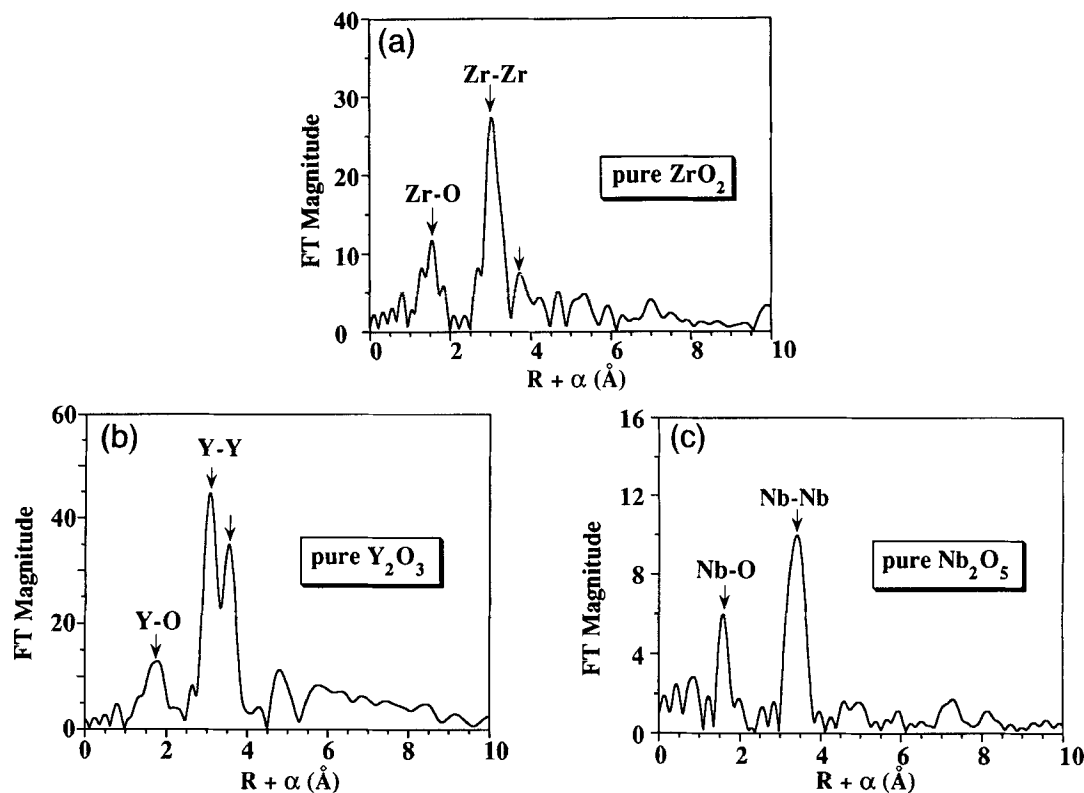 (a)
40
30
20
10
0
FT Magnitude
Zr-Zr
Zr-O
pure ZrO2
0 2 4 6 8 10
R + α (Å)
(b)
60
40
20
0
FT Magnitude
Y-Y
Y-O
pure Y2O3
0 2 4 6 8 10
R + α (Å)
(c)
16
12
8
4
0
FT Magnitude
Nb-Nb
Nb-O
pure Nb2O5
0 2 4 6 8 10
R + α (Å)